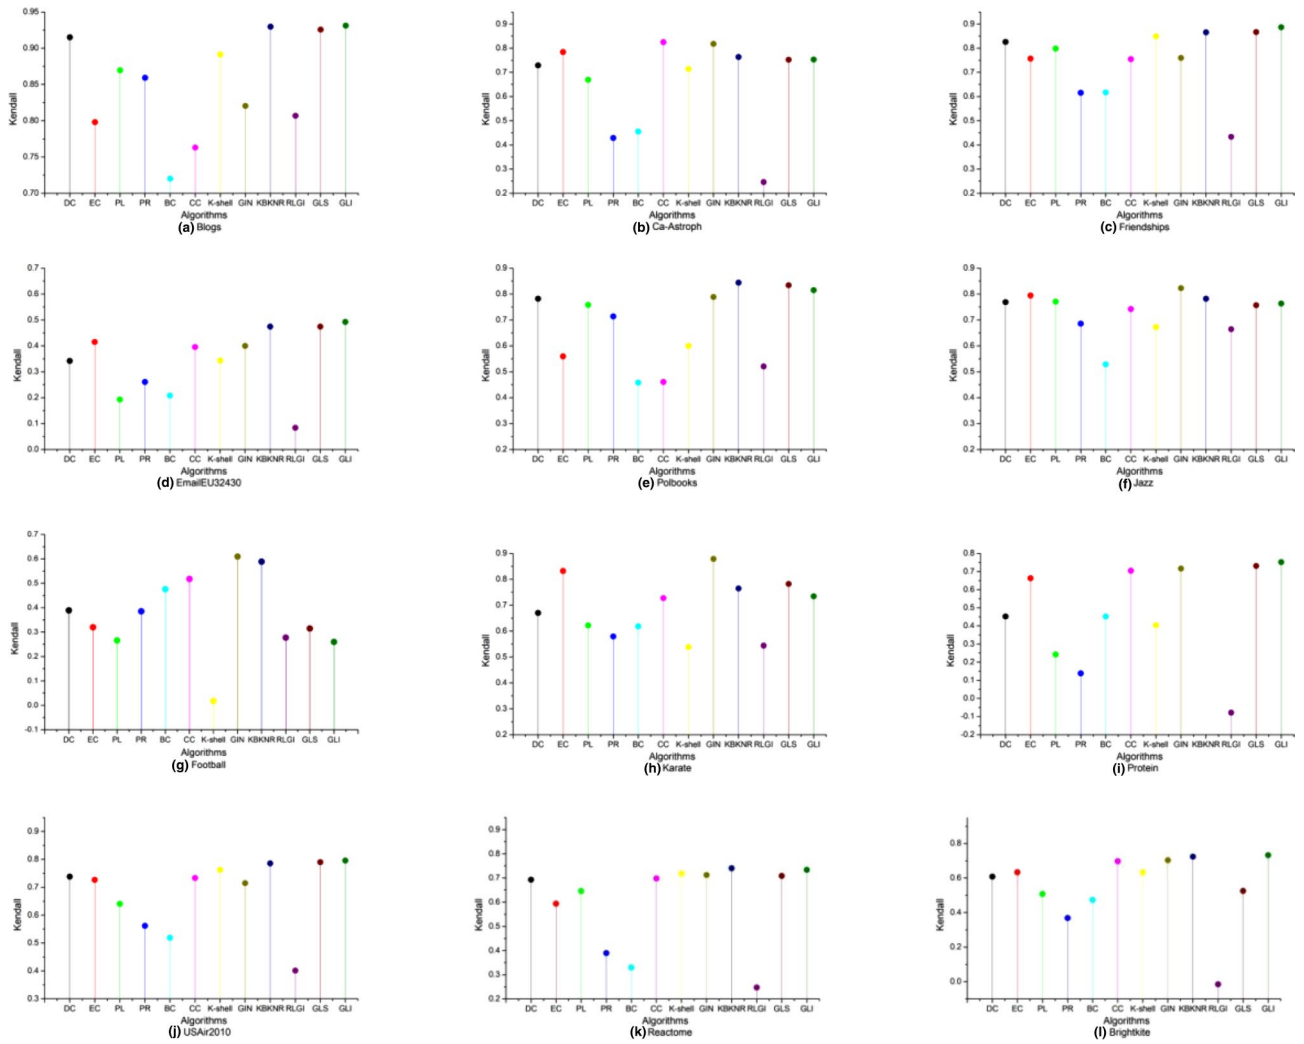 0.95
0.90
0.85
0.80
0.75
0.70
Kendall
DC EC PL PR BC CC K-shell GIN KBKNR RLGI GLS GLI
Algorithms
(a) Blogs
0.9
0.8
0.7
0.6
0.5
0.4
0.3
0.2
Kendall
DC EC PL PR BC CC K-shell GIN KBKNR RLGI GLS GLI
Algorithms
(b) Ca-Astroph
0.9
0.8
0.7
0.6
0.5
0.4
0.3
0.2
Kendall
DC EC PL PR BC CC K-shell GIN KBKNR RLGI GLS GLI
Algorithms
(c) Friendships
0.7
0.6
0.5
0.4
0.3
0.2
0.1
0.0
Kendall
DC EC PL PR BC CC K-shell GIN KBKNR RLGI GLS GLI
Algorithms
(d) EmailEU32430
0.9
0.8
0.7
0.6
0.5
0.4
0.3
0.2
Kendall
DC EC PL PR BC CC K-shell GIN KBKNR RLGI GLS GLI
Algorithms
(e) Polbooks
0.9
0.8
0.7
0.6
0.5
0.4
0.3
0.2
Kendall
DC EC PL PR BC CC K-shell GIN KBKNR RLGI GLS GLI
Algorithms
(f) Jazz
0.7
0.6
0.5
0.4
0.3
0.2
0.1
0.0
-0.1
Kendall
DC EC PL PR BC CC K-shell GIN KBKNR RLGI GLS GLI
Algorithms
(g) Football
0.9
0.8
0.7
0.6
0.5
0.4
0.3
0.2
Kendall
DC EC PL PR BC CC K-shell GIN KBKNR RLGI GLS GLI
Algorithms
(h) Karate
0.8
0.7
0.6
0.5
0.4
0.3
0.2
0.1
0.0
-0.1
-0.2
Kendall
DC EC PL PR BC CC K-shell GIN KBKNR RLGI GLS GLI
Algorithms
(i) Protein
0.9
0.8
0.7
0.6
0.5
0.4
0.3
Kendall
DC EC PL PR BC CC K-shell GIN KBKNR RLGI GLS GLI
Algorithms
(j) USAir2010
0.9
0.8
0.7
0.6
0.5
0.4
0.3
0.2
Kendall
DC EC PL PR BC CC K-shell GIN KBKNR RLGI GLS GLI
Algorithms
(k) Reactome
0.8
0.6
0.4
0.2
0.0
Kendall
DC EC PL PR BC CC K-shell GIN KBKNR RLGI GLS GLI
Algorithms
(l) Brightkite